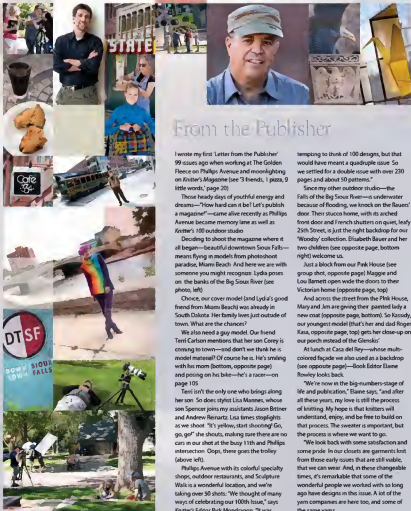 STATE
Café
DTSF
DOWNTOWN SIOUX FALLS
From the Publisher
I wrote my first 'Letter from the Publisher'
99 issues ago when working at The Golden
Fleece on Phillips Avenue and moonlighting
on Knitter's Magazine (see '3 friends, 1 pizza, 9
little words,' page 20)
Those heady days of youthful energy and
dreams—"How hard can it be? Let's publish
a magazine!"—came alive recently as Phillips
Avenue became memory lane as well as
Knitter's 100 outdoor studio
Deciding to shoot the magazine where it
all began—beautiful downtown Sioux Falls—
means flying in models from photoshoot
paradise, Miami Beach And here we are with
someone you might recognize Lydia poses
on the banks of the Big Sioux River (see
photo, left)
Choice, our cover model (and Lydia's good
friend from Miami Beach) was already in
South Dakota Her family lives just outside of
town. What are the chances?
We also need a guy model. Our friend
Terri Carlson mentions that her son Corey is
coming to town—and don't we think he is
model material? Of course he is. He's smiling
with his mom (bottom, opposite page)
and posing on his bike—he's a racer—on
page 105
Terri isn't the only one who brings along
her son So does stylist Lisa Mannes, whose
son Spencer joins my assistants Jason Bittner
and Andrew Reinartz. Lisa times stoplights
as we shoot "It's yellow, start shooting! Go,
go, go!" she shouts, making sure there are no
cars in our shot at the busy 11th and Phillips
intersection Oops, there goes the trolley
(above left).
Phillips Avenue with its colorful specialty
shops, outdoor restaurants, and Sculpture
Walk is a wonderful location, and we're
taking over 50 shots "We thought of many
ways of celebrating our 100th Issue," says
Knitter's Editor Rick Mondragon "It was
tempting to think of 100 designs, but that
would have meant a quadruple issue So
we settled for a double issue with over 230
pages and about 50 patterns."
Since my other outdoor studio—the
Falls of the Big Sioux River—is underwater
because of flooding, we knock on the Bauers'
door. Their stucco home, with its arched
front door and French shutters on quiet, leafy
25th Street, is just the right backdrop for our
'Woodsy' collection. Elisabeth Bauer and her
two children (see opposite page, bottom
right) welcome us.
Just a block from our Pink House (see
group shot, opposite page) Maggie and
Lou Barnett open wide the doors to their
Victorian home (opposite page, top)
And across the street from the Pink House,
Mary and Jim are giving their painted lady a
new coat (opposite page, bottom). So Kassidy,
our youngest model (that's her and dad Roger
Kasa, opposite page, top) gets her close-up on
our porch instead of the
At lunch at Casa del Rey—whose multi-
colored façade we also used as a backdrop
(see opposite page)—Book Editor Elaine
Rowley looks back.
"We're now in the big-numbers-stage of
life and publication," Elaine says, "and after
all these years, my love is still the process
of knitting. My hope is that knitters will
understand, enjoy, and be free to build on
that process. The sweater is important, but
the process is where we want to go.
"We look back with some satisfaction and
some pride In our closets are garments knit
from those early issues that are still viable,
that we can wear And, in these changeable
times, it's remarkable that some of the
wonderful people we worked with so long
ago have designs in this issue. A lot of the
yarn companies are here too, and some of
the same yarns